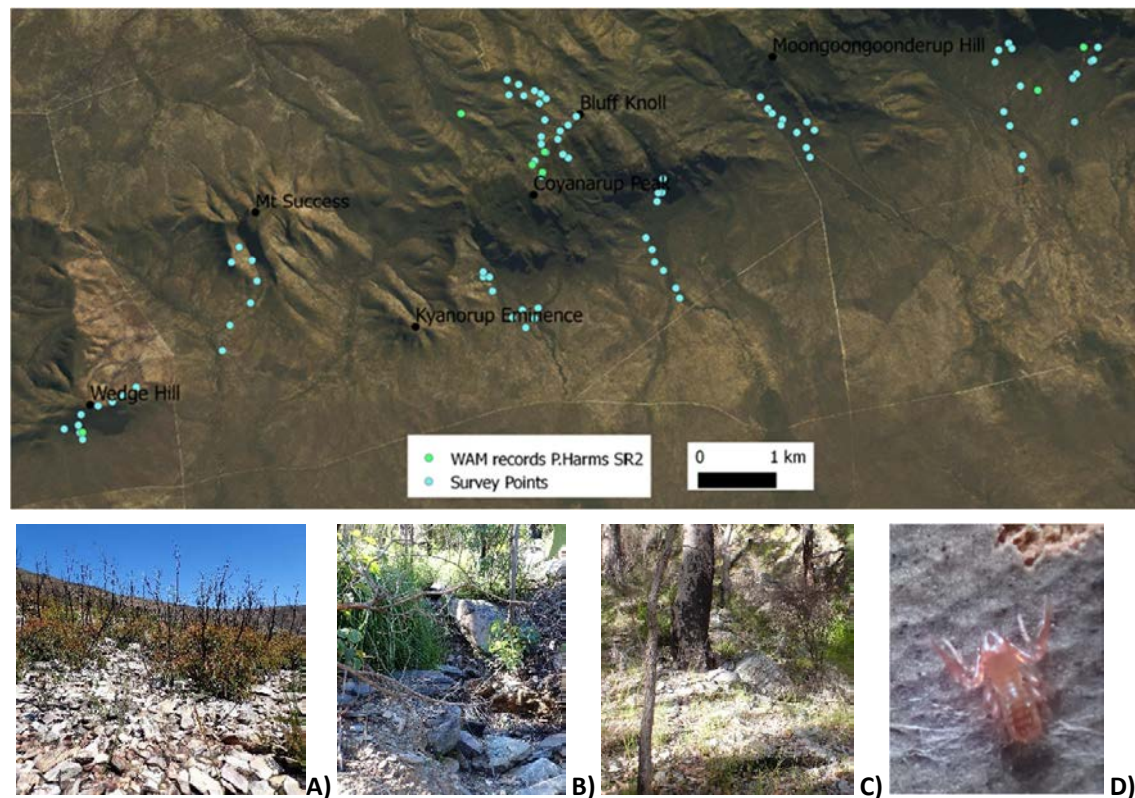 Moongoongoonderup Hill
Bluff Knoll
Coyanarup Peak
Mt Success
Kyanorup Eminence
Wedge Hill
WAM records P.Harms SR2
Survey Points
0 1 km
A) B) C) D)